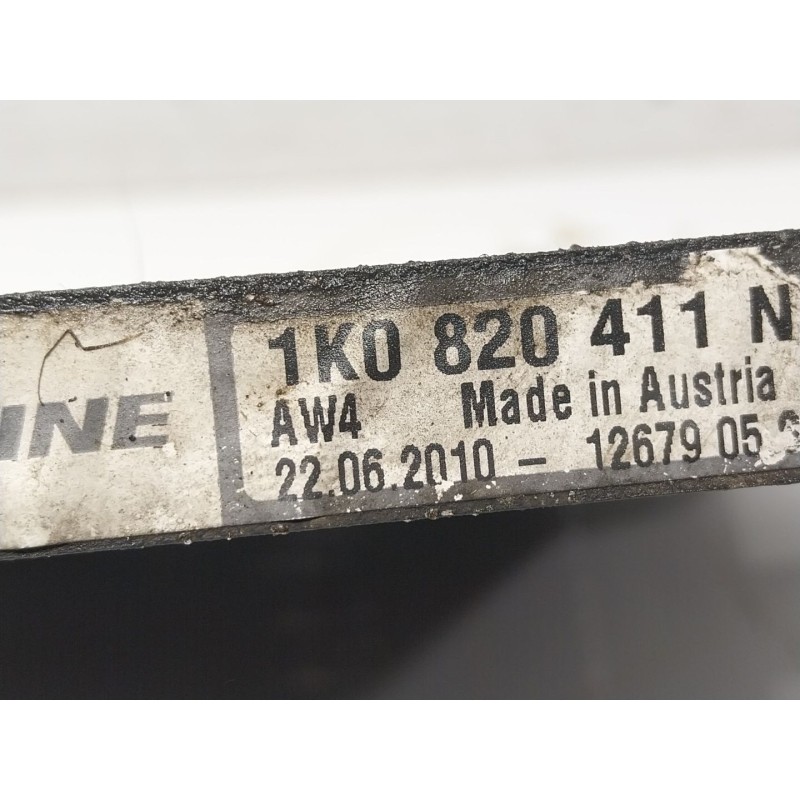 INE
1K0 820 411 N
AW4 Made in Austria
22.06.2010 - 12679 05